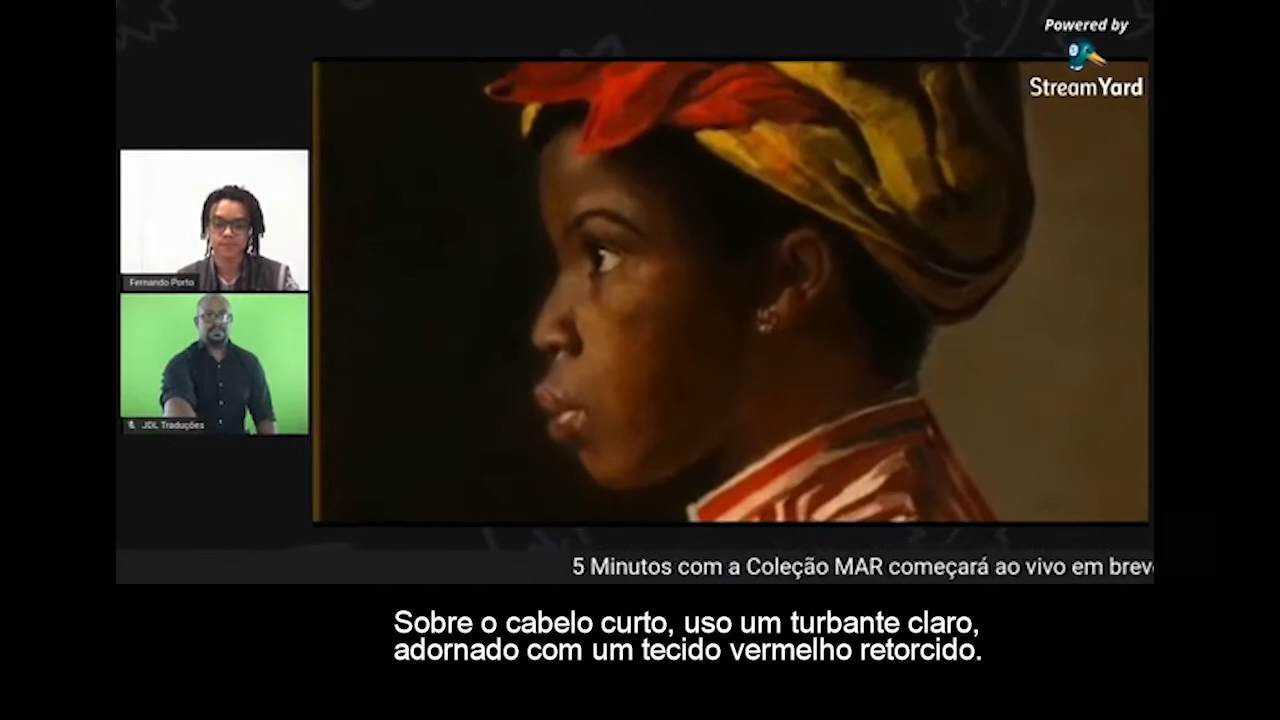 Powered by
StreamYard
Fernando Porto
JDL Traduções
5 Minutos com a Coleção MAR começará ao vivo em brev
Sobre o cabelo curto, uso um turbante claro,
adornado com um tecido vermelho retorcido.